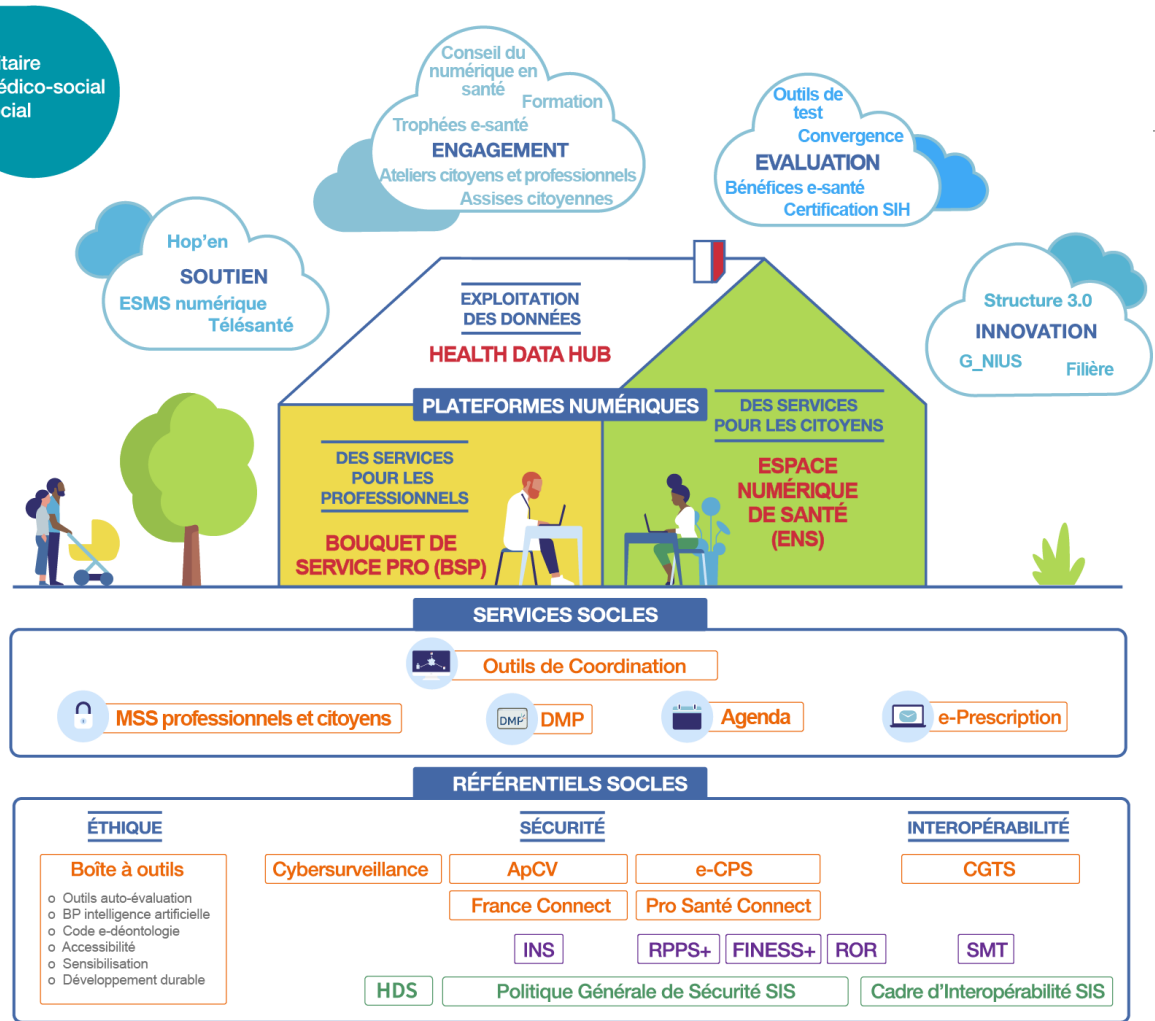 Conseil du
numérique en
santé
Formation
Trophées e-santé
ENGAGEMENT
Ateliers citoyens et professionnels
Assises citoyennes
Outils de
test
Convergence
EVALUATION
Bénéfices e-santé
Certification SIH
Hop'en
SOUTIEN
ESMS numérique
Télésanté
Structure 3.0
INNOVATION
G_NIUS
Filière
EXPLOITATION
DES DONNÉES
HEALTH DATA HUB
PLATEFORMES NUMÉRIQUES
DES SERVICES
POUR LES
PROFESSIONNELS
BOUQUET DE
SERVICE PRO (BSP)
DES SERVICES
POUR LES CITOYENS
ESPACE
NUMÉRIQUE
DE SANTÉ
(ENS)
SERVICES SOCLES
Outils de Coordination
MSS professionnels et citoyens
DMP DMP
Agenda
e-Prescription
RÉFÉRENTIELS SOCLES
ÉTHIQUE
Boîte à outils
o Outils auto-évaluation
o BP intelligence artificielle
o Code e-déontologie
o Accessibilité
o Sensibilisation
o Développement durable
SÉCURITÉ
Cybersurveillance
ApCV
e-CPS
France Connect
Pro Santé Connect
INS
RPPS+
FINESS+
ROR
HDS
Politique Générale de Sécurité SIS
INTEROPÉRABILITÉ
CGTS
SMT
Cadre d'Interopérabilité SIS